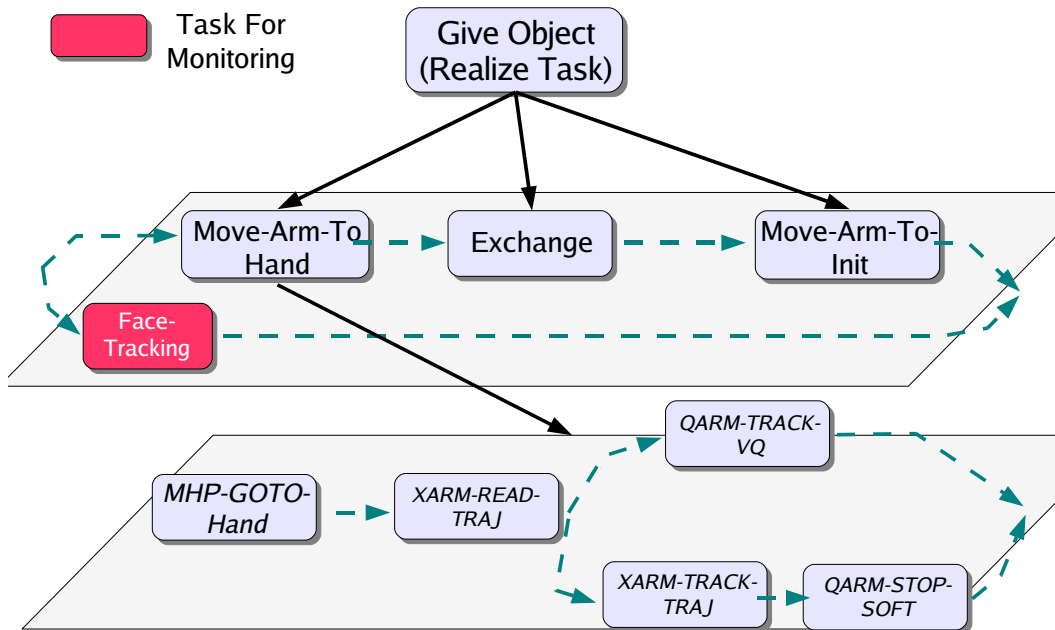 Task For
Monitoring
Give Object
(Realize Task)
Move-Arm-To
Hand
Exchange
Move-Arm-To-
Init
Face-
Tracking
QARM-TRACK-
VQ
MHP-GOTO-
Hand
XARM-READ-
TRAJ
XARM-TRACK-
TRAJ
QARM-STOP-
SOFT